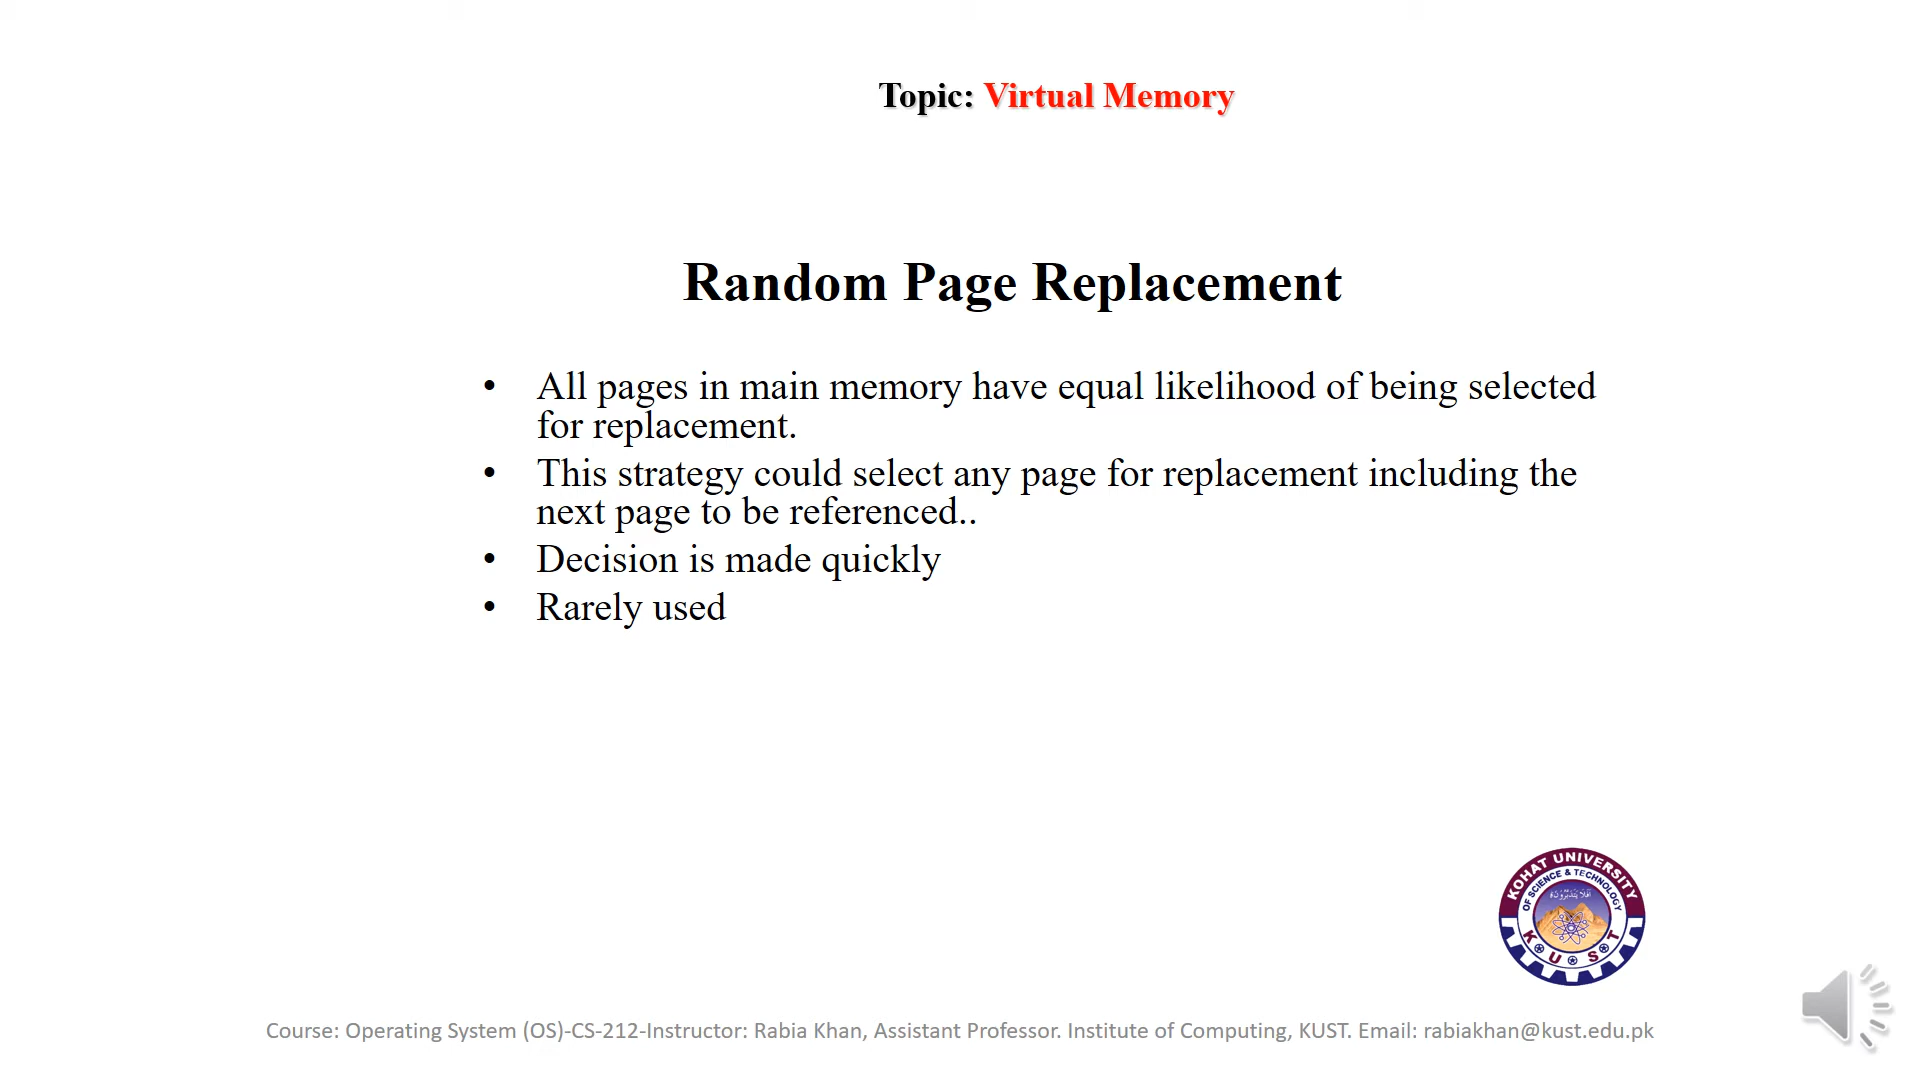 Topic: Virtual Memory
Random Page Replacement
• All pages in main memory have equal likelihood of being selected
for replacement.
• This strategy could select any page for replacement including the
next page to be referenced..
• Decision is made quickly
• Rarely used
KOHAT UNIVERSITY
OF SCIENCE & TECHNOLOGY
K U S T
Course: Operating System (OS)-CS-212-Instructor: Rabia Khan, Assistant Professor. Institute of Computing, KUST. Email: rabiakhan@kust.edu.pk